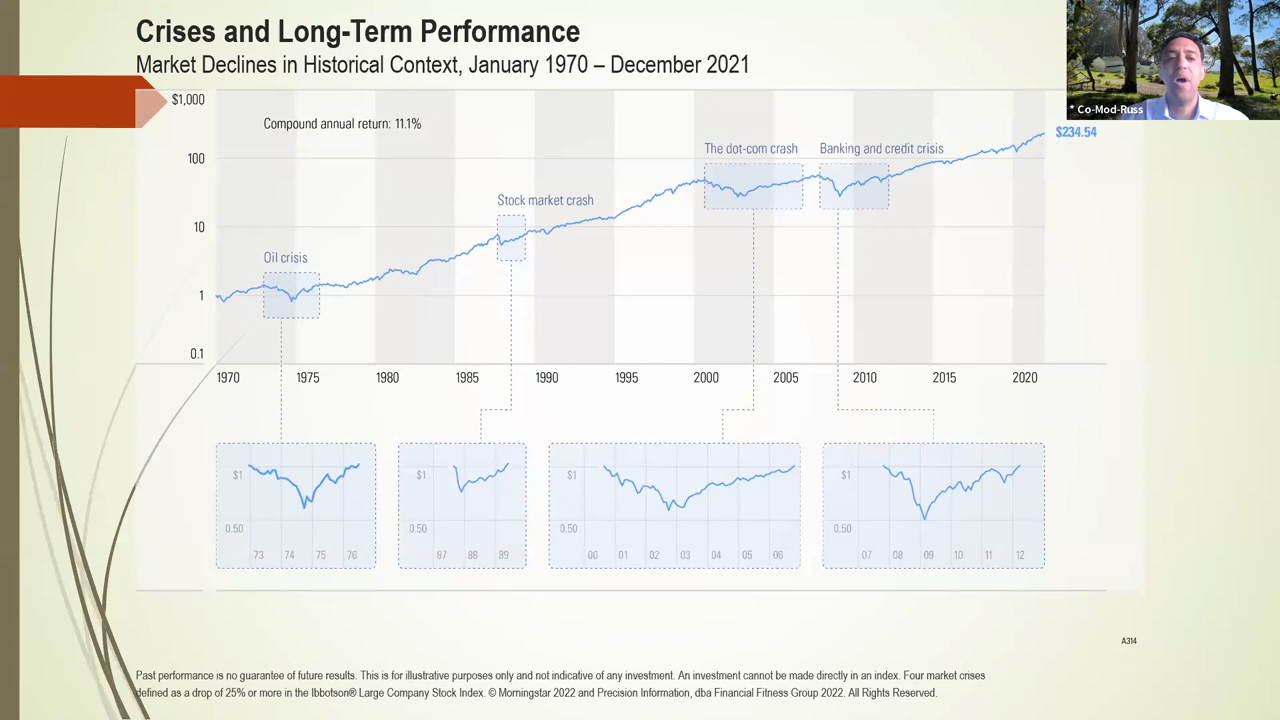 Crises and Long-Term Performance
Market Declines in Historical Context, January 1970 – December 2021
* Co-Mod-Russ
$1,000
Compound annual return: 11.1%
$234.54
The dot-com crash
Banking and credit crisis
100
Stock market crash
10
Oil crisis
1
0.1
1970 1975 1980 1985 1990 1995 2000 2005 2010 2015 2020
$1 $1 $1 $1
0.50 0.50 0.50 0.50
73 74 75 76 97 88 89 00 01 02 03 04 05 06 07 08 09 10 11 12
A314
Past performance is no guarantee of future results. This is for illustrative purposes only and not indicative of any investment. An investment cannot be made directly in an index. Four market crises
defined as a drop of 25% or more in the Ibbotson® Large Company Stock Index. © Morningstar 2022 and Precision Information, dba Financial Fitness Group 2022. All Rights Reserved.